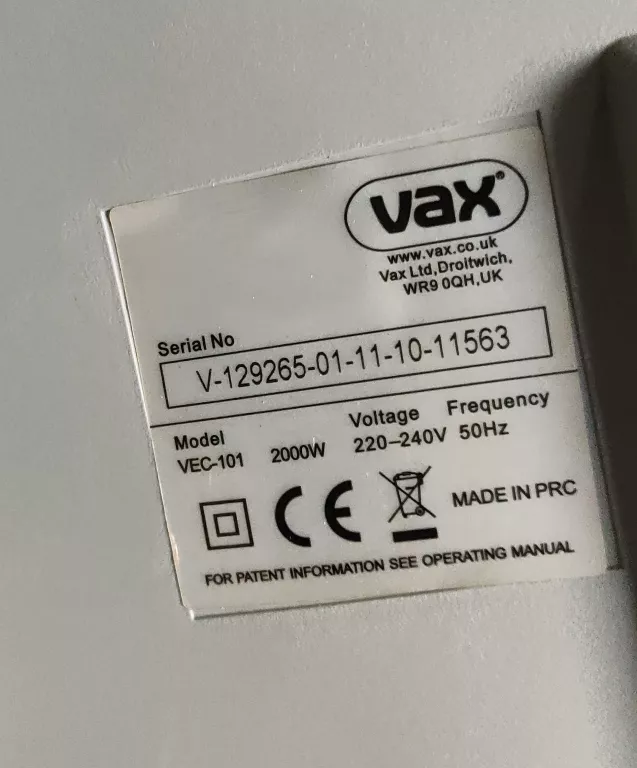 vax®
www.vax.co.uk
Vax Ltd,Droitwich,
WR9 0QH,UK
Serial No
V-129265-01-11-10-11563
Model Voltage Frequency
VEC-101 2000W 220–240V 50Hz
CE MADE IN PRC
FOR PATENT INFORMATION SEE OPERATING MANUAL